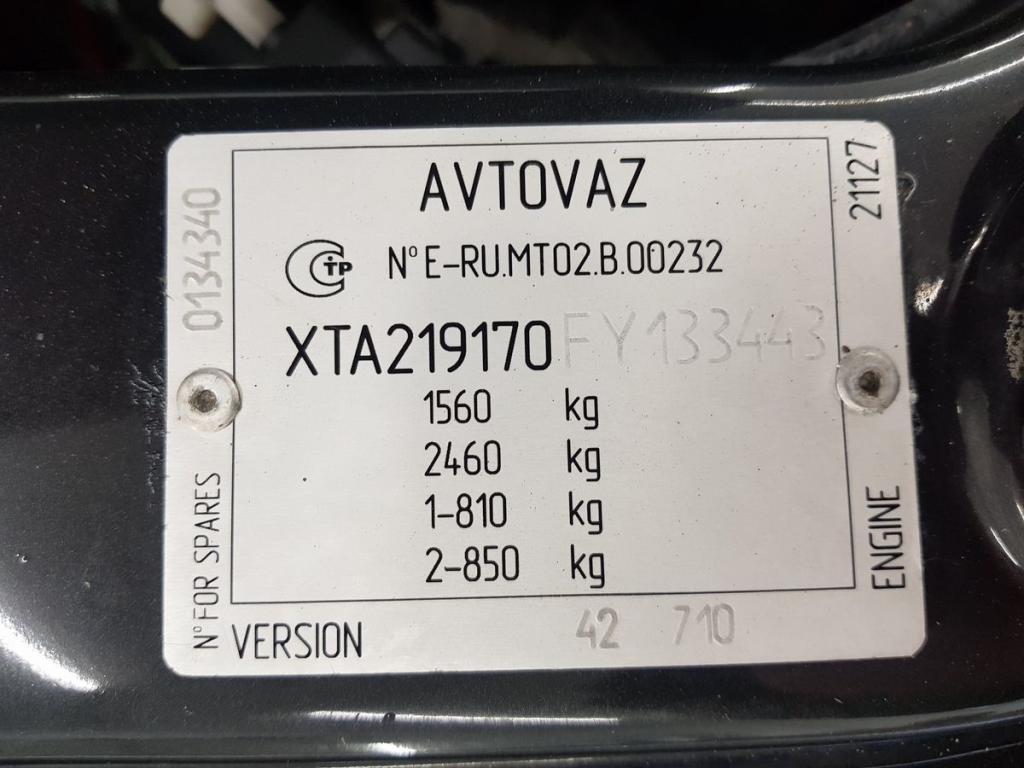 AVTOVAZ
TP N° E-RU.MT02.B.00232
XTA219170FY133443
1560 kg
2460 kg
1-810 kg
2-850 kg
VERSION 42 710
N° FOR SPARES 0134340
ENGINE 21127